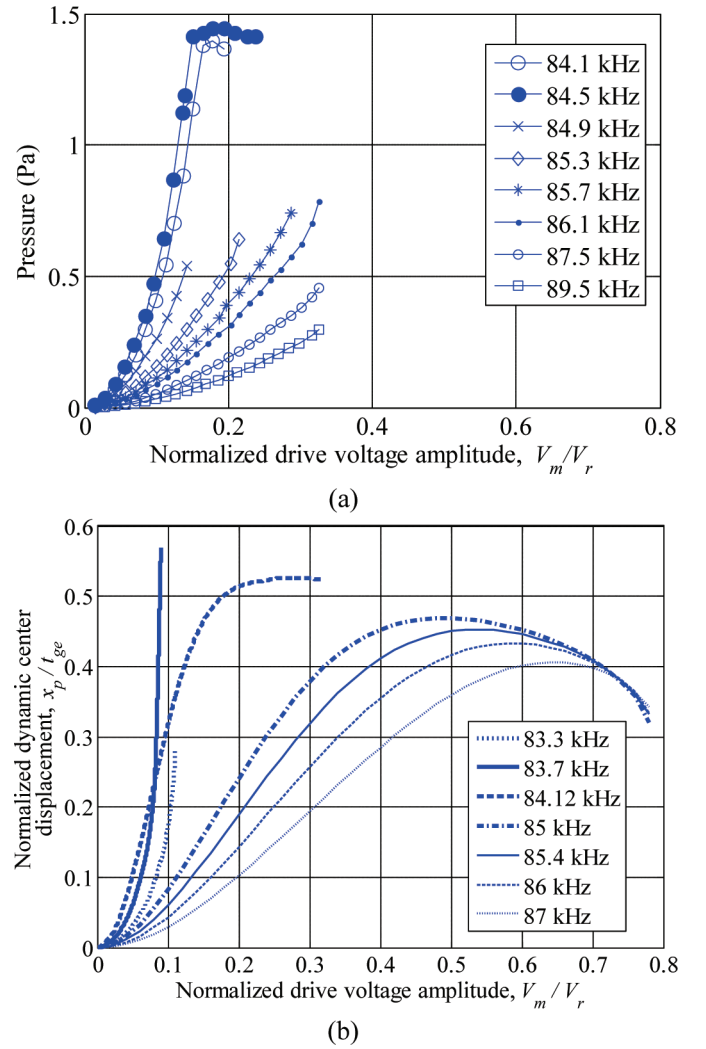 1.5
1
0.5
0
Pressure (Pa)
84.1 kHz
84.5 kHz
84.9 kHz
85.3 kHz
85.7 kHz
86.1 kHz
87.5 kHz
89.5 kHz
0 0.2 0.4 0.6 0.8
Normalized drive voltage amplitude, V_m/V_r
(a)
0.6
0.5
0.4
0.3
0.2
0.1
0
Normalized dynamic center
displacement, x_p / t_ge
83.3 kHz
83.7 kHz
84.12 kHz
85 kHz
85.4 kHz
86 kHz
87 kHz
0 0.1 0.2 0.3 0.4 0.5 0.6 0.7 0.8
Normalized drive voltage amplitude, V_m / V_r
(b)